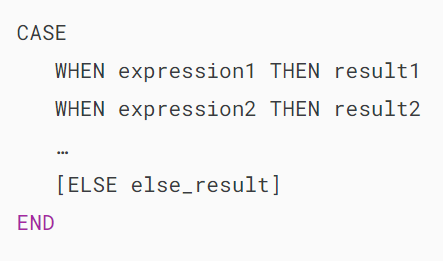 CASE
WHEN expression1 THEN result1
WHEN expression2 THEN result2
…
[ELSE else_result]
END